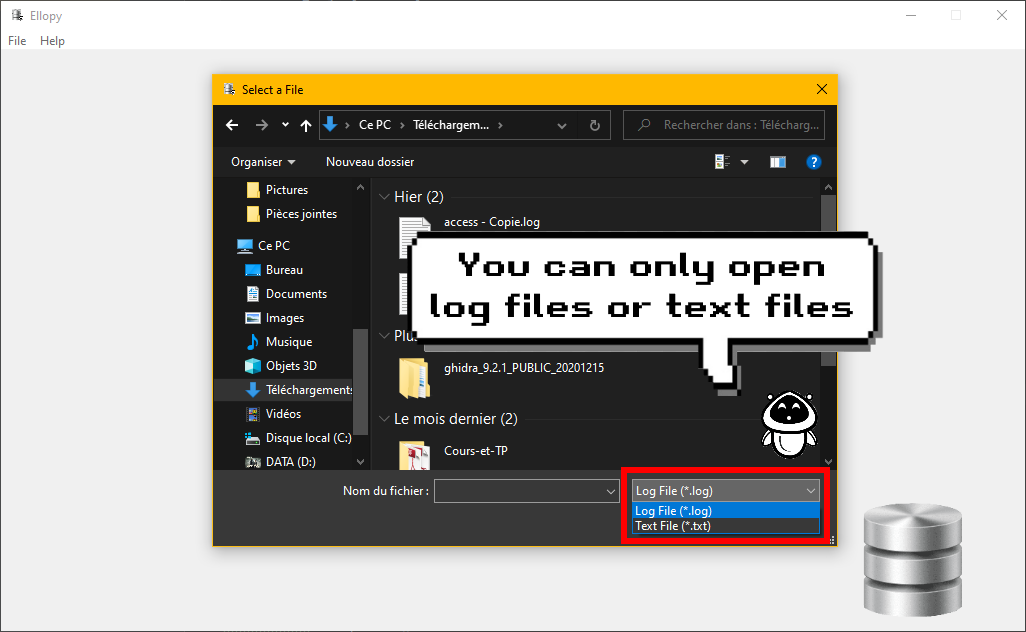 Ellopy
File Help
Select a File
Ce PC Téléchargem...
Rechercher dans : Télécharg...
Organiser Nouveau dossier
?
Pictures
Pièces jointes
Ce PC
Bureau
Documents
Images
Musique
Objets 3D
Téléchargements
Vidéos
Disque local (C:)
DATA (D:)
Hier (2)
access - Copie.log
You can only open
log files or text files
ghidra_9.2.1_PUBLIC_20201215
Le mois dernier (2)
Cours-et-TP
Nom du fichier :
Log File (*.log)
Log File (*.log)
Text File (*.txt)